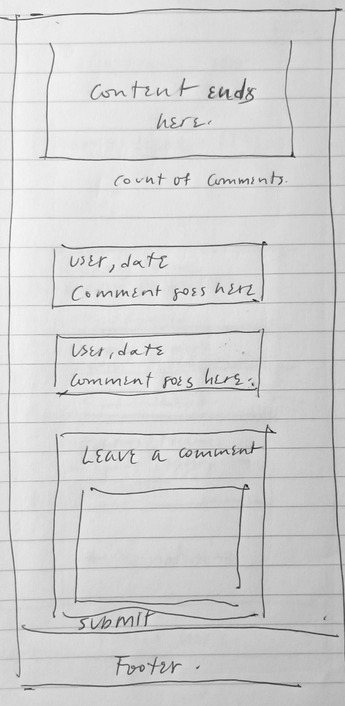 Content ends
here.
Count of Comments.
User, date
Comment goes here
User, date
Comment goes here.
Leave a comment
Submit
Footer.